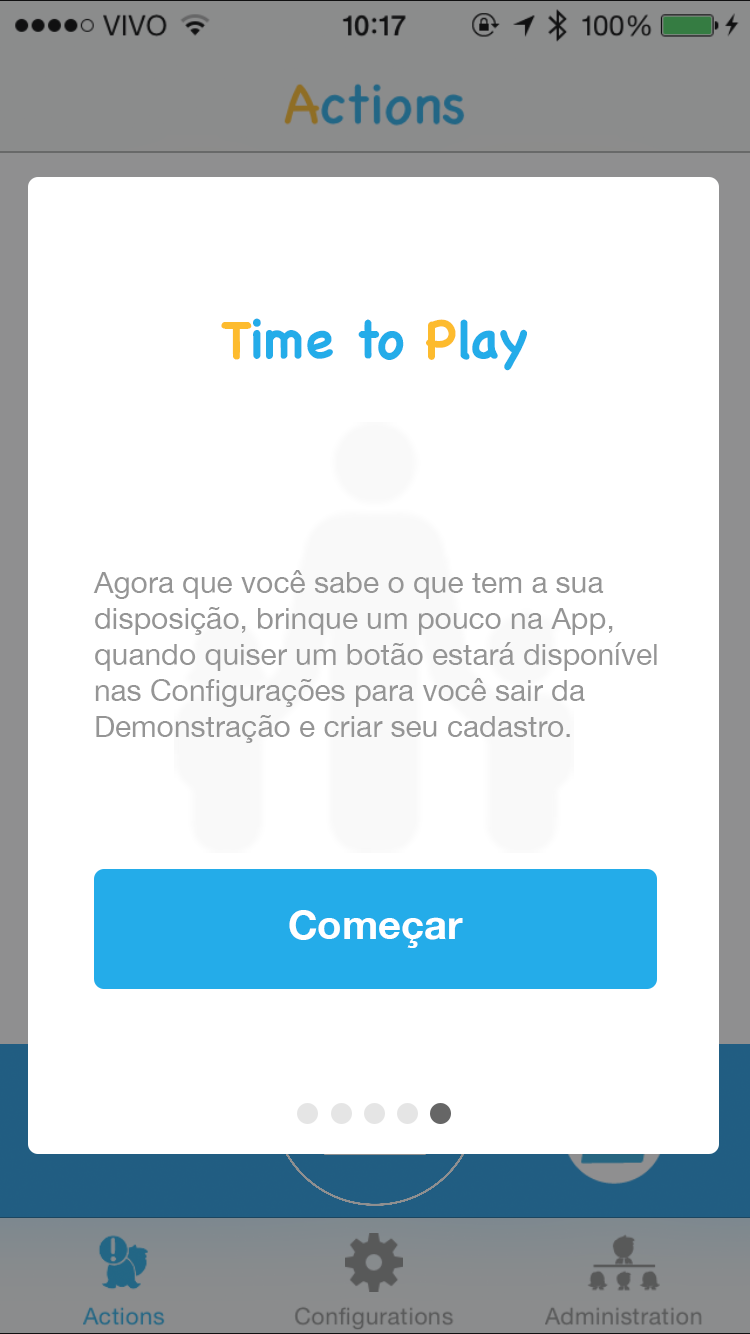 VIVO 10:17 100%
Actions
Time to Play
Agora que você sabe o que tem a sua
disposição, brinque um pouco na App,
quando quiser um botão estará disponível
nas Configurações para você sair da
Demonstração e criar seu cadastro.
Começar
Actions Configurations Administration